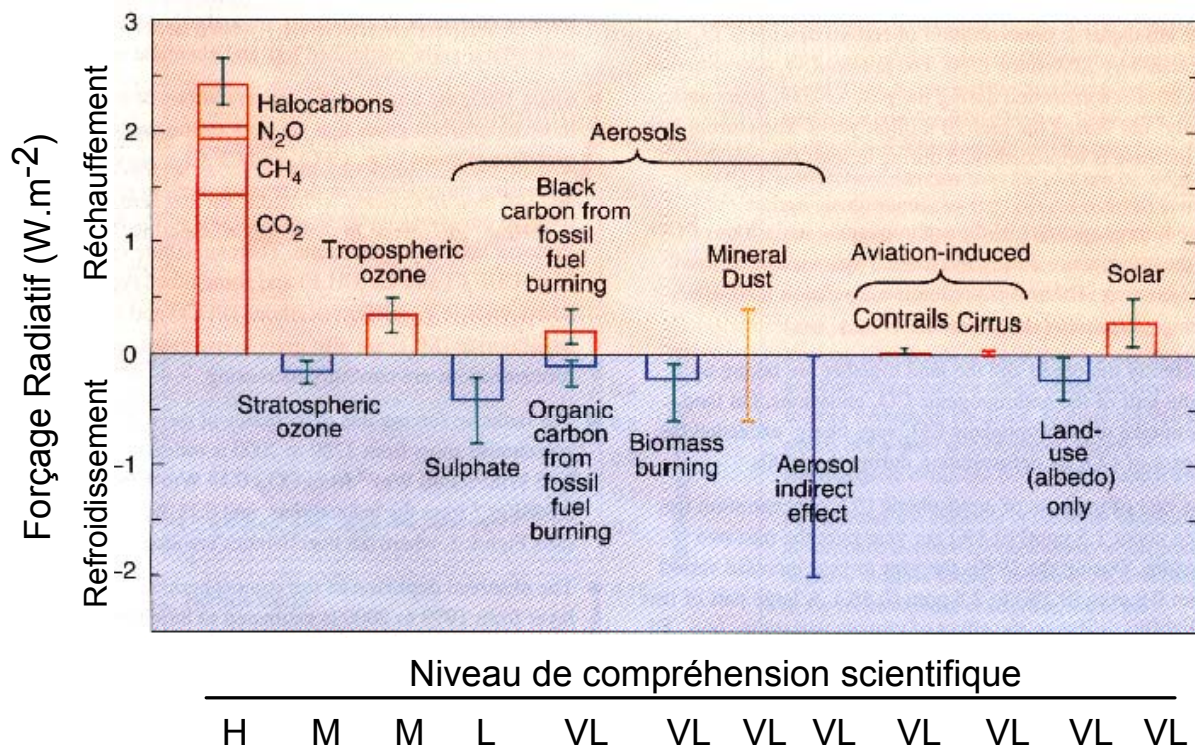 Forçage Radiatif (W.m-2)
Refroidissement
Réchauffement
3
2
1
0
-1
-2
Halocarbons
N2O
CH4
CO2
Stratospheric
ozone
Tropospheric
ozone
Aerosols
Sulphate
Black
carbon from
fossil
fuel
burning
Organic
carbon
from
fossil
fuel
burning
Biomass
burning
Mineral
Dust
Aerosol
indirect
effect
Aviation-induced
Contrails
Cirrus
Land-
use
(albedo)
only
Solar
Niveau de compréhension scientifique
H M M L VL VL VL VL VL VL VL VL